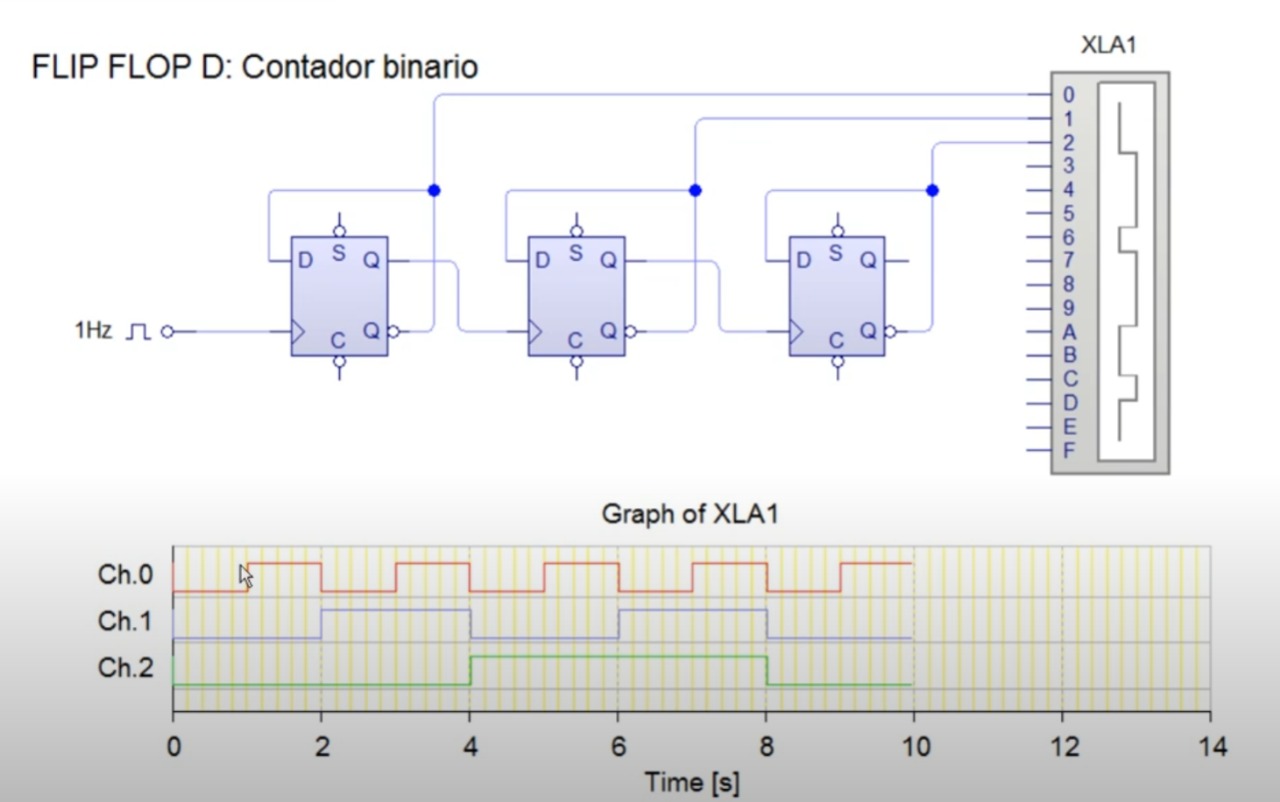 XLA1
FLIP FLOP D: Contador binario
0
1
2
3
4
5
6
7
8
9
A
B
C
D
E
F
D S Q
C Q
D S Q
C Q
D S Q
C Q
1Hz
Graph of XLA1
Ch.0
Ch.1
Ch.2
0 2 4 6 8 10 12 14
Time [s]